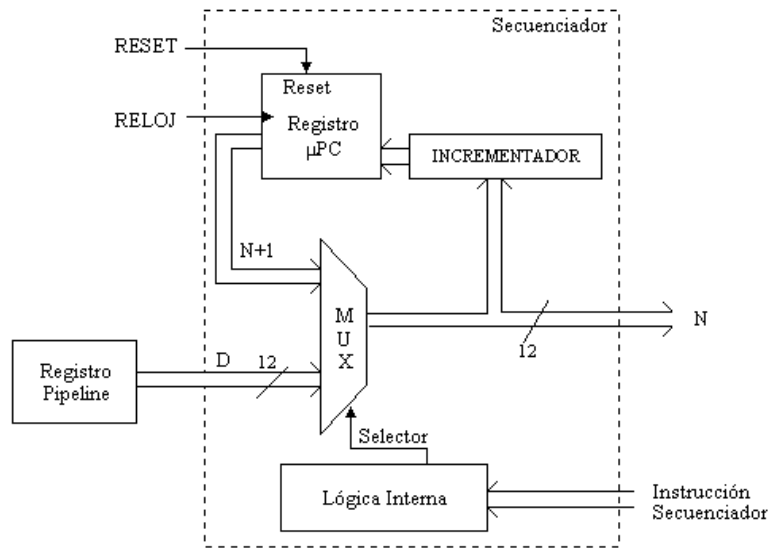 Secuenciador
RESET
Reset
RELOJ
Registro
µPC
INCREMENTADOR
N+1
M
U
X
N
12
D
12
Registro
Pipeline
Selector
Lógica Interna
Instrucción
Secuenciador